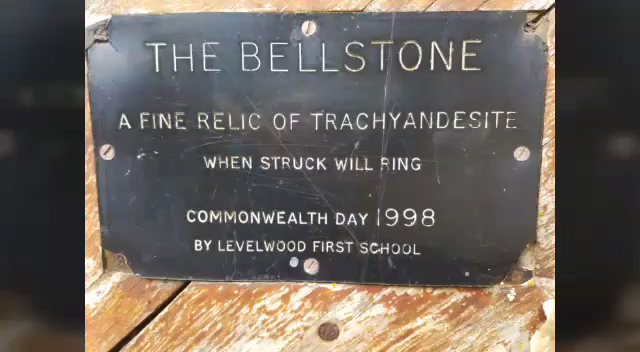 THE BELLSTONE
A FINE RELIC OF TRACHYANDESITE
WHEN STRUCK WILL RING
COMMONWEALTH DAY 1998
BY LEVELWOOD FIRST SCHOOL